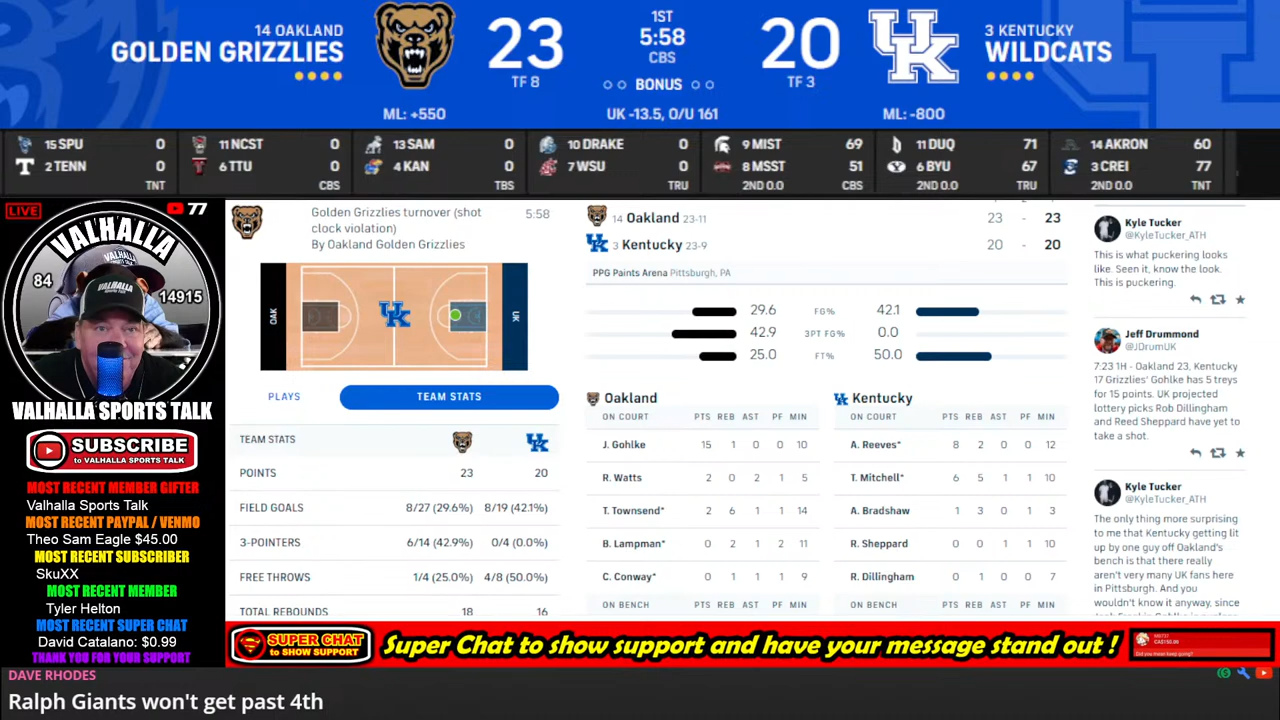 14 OAKLAND
GOLDEN GRIZZLIES
23
TF 8
ML: +550
1ST
5:58
CBS
BONUS
UK -13.5, O/U 161
20
TF 3
ML: -800
3 KENTUCKY
WILDCATS
15 SPU 0
2 TENN 0
TNT
11 NCST 0
6 TTU 0
CBS
13 SAM 0
4 KAN 0
TBS
10 DRAKE 0
7 WSU 0
TRU
9 MIST 69
8 MSST 51
2ND 0.0 CBS
11 DUQ 71
6 BYU 67
2ND 0.0 TRU
14 AKRON 60
3 CREI 77
2ND 0.0 TNT
LIVE
77
VALHALLA
84
14915
VALHALLA
VALHALLA SPORTS TALK
SUBSCRIBE
to VALHALLA SPORTS TALK
MOST RECENT MEMBER GIFTER
Valhalla Sports Talk
MOST RECENT PAYPAL / VENMO
Theo Sam Eagle $45.00
MOST RECENT SUBSCRIBER
SkuXX
MOST RECENT MEMBER
Tyler Helton
MOST RECENT SUPER CHAT
David Catalano: $0.99
THANK YOU FOR YOUR SUPPORT
Golden Grizzlies turnover (shot
clock violation)
By Oakland Golden Grizzlies
5:58
OAK
UK
UK
PLAYS
TEAM STATS
TEAM STATS
POINTS 23 20
FIELD GOALS 8/27 (29.6%) 8/19 (42.1%)
3-POINTERS 6/14 (42.9%) 0/4 (0.0%)
FREE THROWS 1/4 (25.0%) 4/8 (50.0%)
TOTAL REBOUNDS 18 16
14 Oakland 23-11 23 - 23
3 Kentucky 23-9 20 - 20
PPG Paints Arena Pittsburgh, PA
29.6 FG% 42.1
42.9 3PT FG% 0.0
25.0 FT% 50.0
Oakland
ON COURT PTS REB AST PF MIN
J. Gohlke 15 1 0 0 10
R. Watts 2 0 2 1 5
T. Townsend* 2 6 1 1 14
B. Lampman* 0 2 1 2 11
C. Conway* 0 1 1 1 9
ON BENCH PTS REB AST PF MIN
Kentucky
ON COURT PTS REB AST PF MIN
A. Reeves* 8 2 0 0 12
T. Mitchell* 6 5 1 1 10
A. Bradshaw 1 3 0 1 3
R. Sheppard 0 0 1 1 10
R. Dillingham 0 1 0 0 7
ON BENCH PTS REB AST PF MIN
Kyle Tucker
@KyleTucker_ATH
This is what puckering looks
like. Seen it, know the look.
This is puckering.
Jeff Drummond
@JDrumUK
7:23 1H - Oakland 23, Kentucky
17 Grizzlies' Gohlke has 5 treys
for 15 points. UK projected
lottery picks Rob Dillingham
and Reed Sheppard have yet to
take a shot.
Kyle Tucker
@KyleTucker_ATH
The only thing more surprising
to me that Kentucky getting lit
up by one guy off Oakland's
bench is that there really
aren't very many UK fans here
in Pittsburgh. And you
wouldn't know it anyway, since
SUPER CHAT
to SHOW SUPPORT
Super Chat to show support and have your message stand out !
Did you mean keep going?
DAVE RHODES
Ralph Giants won't get past 4th